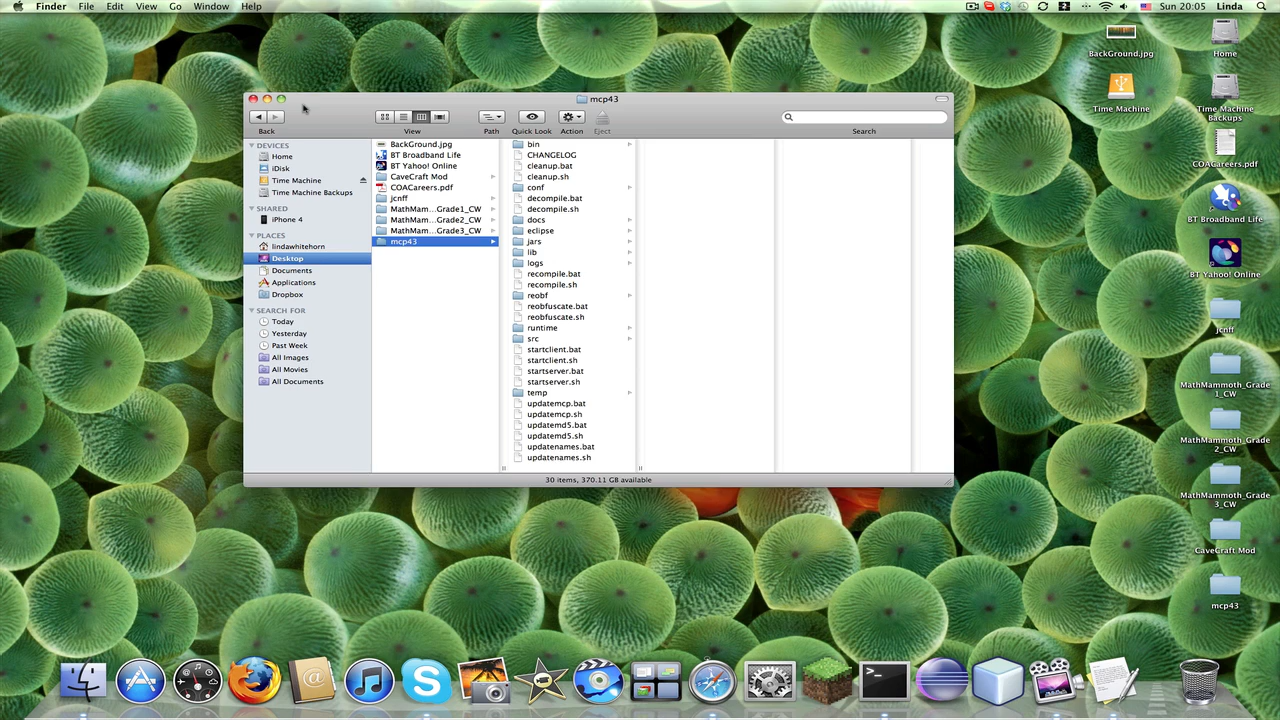 Finder File Edit View Go Window Help
Sun 20:05 Linda
mcp43
Back
View
Path
Quick Look
Action
Eject
Search
DEVICES
Home
iDisk
Time Machine
Time Machine Backups
SHARED
iPhone 4
PLACES
lindawhitehorn
Desktop
Documents
Applications
Dropbox
SEARCH FOR
Today
Yesterday
Past Week
All Images
All Movies
All Documents
BackGround.jpg
BT Broadband Life
BT Yahoo! Online
CaveCraft Mod
COACareers.pdf
jcnff
MathMam...Grade1_CW
MathMam...Grade2_CW
MathMam...Grade3_CW
mcp43
bin
CHANGELOG
cleanup.bat
cleanup.sh
conf
decompile.bat
decompile.sh
docs
eclipse
jars
lib
logs
recompile.bat
recompile.sh
reobf
reobfuscate.bat
reobfuscate.sh
runtime
src
startclient.bat
startclient.sh
startserver.bat
startserver.sh
temp
updatemcp.bat
updatemcp.sh
updatemd5.bat
updatemd5.sh
updatenames.bat
updatenames.sh
30 items, 370.11 GB available
BackGround.jpg
Home
Time Machine
Time Machine
Backups
COACareers.pdf
BT Broadband Life
BT Yahoo! Online
jcnff
MathMammoth_Grade
1_CW
MathMammoth_Grade
2_CW
MathMammoth_Grade
3_CW
CaveCraft Mod
mcp43